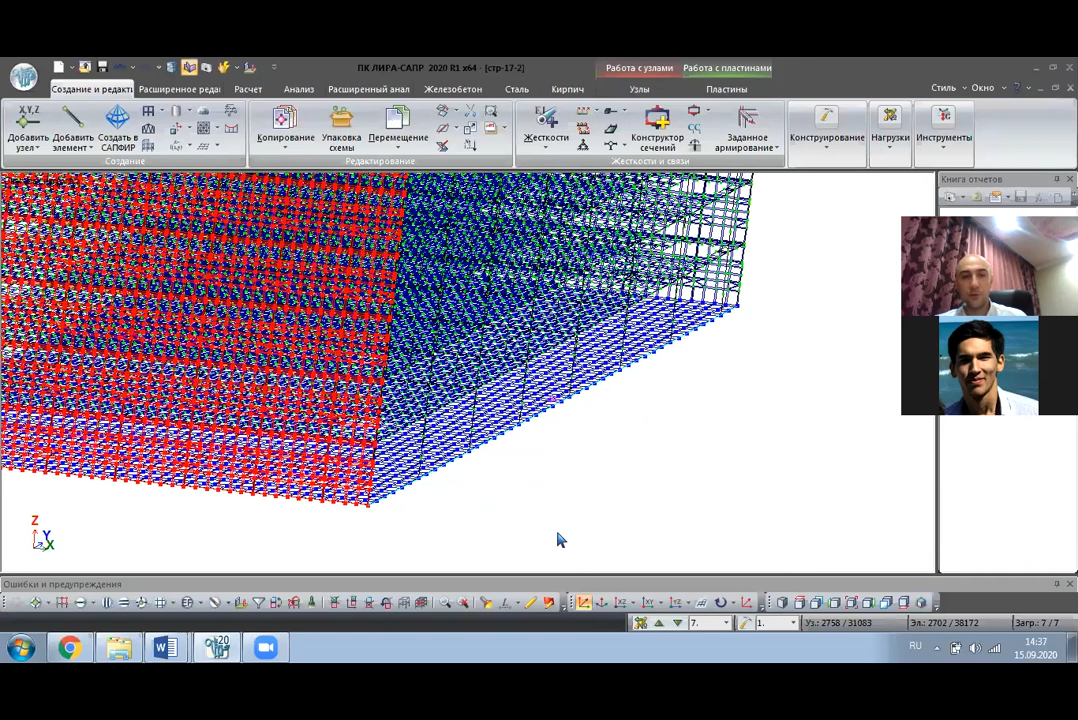 ПК ЛИРА-САПР 2020 R1 x64 - [стр-17-2]
Работа с узлами
Работа с пластинами
Создание и редакти
Расширенное редак
Расчет
Анализ
Расширенный анал
Железобетон
Сталь
Кирпич
Узлы
Пластины
Стиль
Окно
Добавить узел
Добавить элемент
Создать в САПФИР
Копирование
Упаковка схемы
Перемещение
Жесткости
Конструктор сечений
Заданное армирование
Конструирование
Нагрузки
Инструменты
Создание
Редактирование
Жесткости и связи
Книга отчетов
Z
Y
X
Ошибки и предупреждения
7.
1.
Уз.: 2758 / 31083
Эл.: 2702 / 38172
Загр.: 7 / 7
RU
14:37
15.09.2020